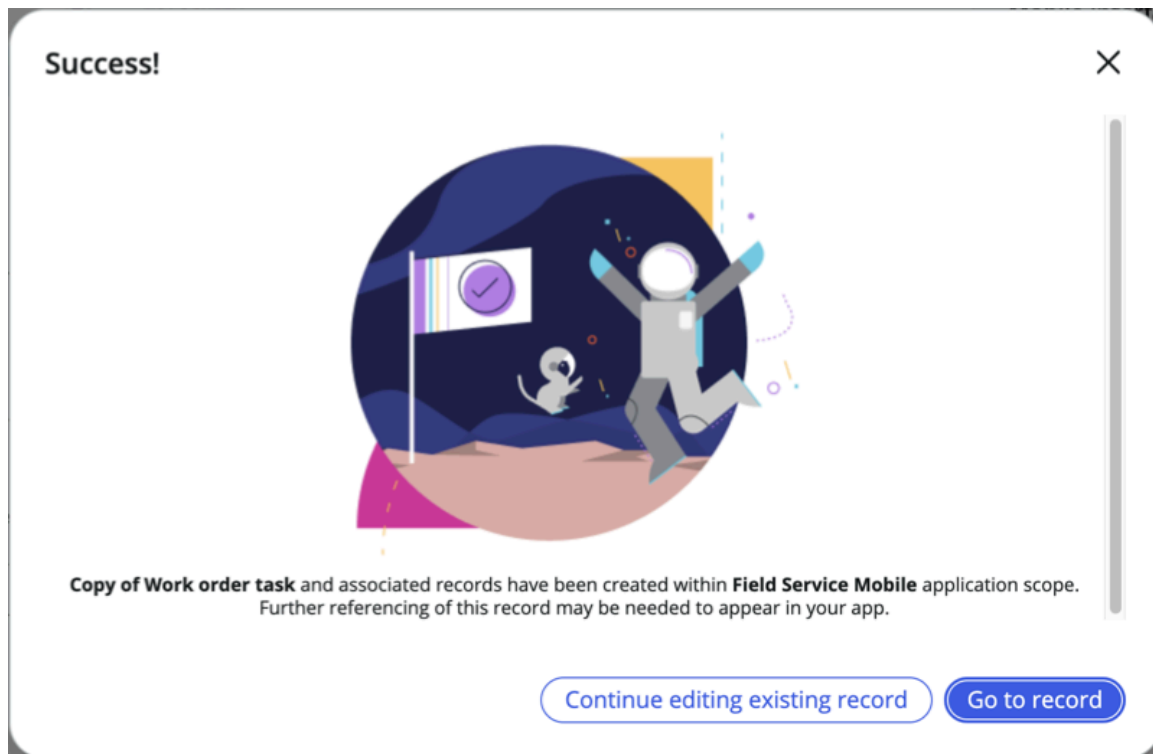 Success!
Copy of Work order task and associated records have been created within Field Service Mobile application scope.
Further referencing of this record may be needed to appear in your app.
Continue editing existing record
Go to record